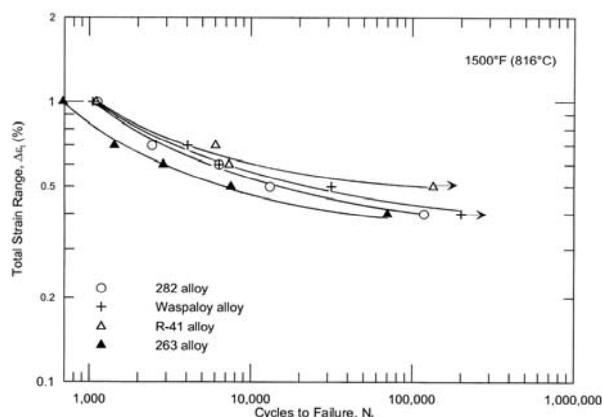 2
1500°F (816°C)
1
0.5
0.2
0.1
Total Strain Range, Δεt (%)
282 alloy
Waspaloy alloy
R-41 alloy
263 alloy
1,000
10,000
100,000
1,000,000
Cycles to Failure, N